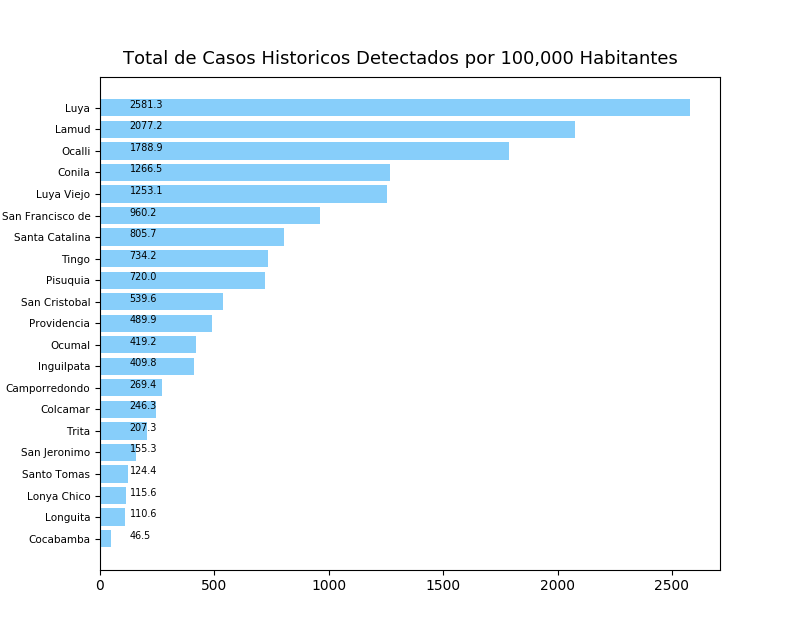 Total de Casos Historicos Detectados por 100,000 Habitantes
Luya 2581.3
Lamud 2077.2
Ocalli 1788.9
Conila 1266.5
Luya Viejo 1253.1
San Francisco de 960.2
Santa Catalina 805.7
Tingo 734.2
Pisuquia 720.0
San Cristobal 539.6
Providencia 489.9
Ocumal 419.2
Inguilpata 409.8
Camporredondo 269.4
Colcamar 246.3
Trita 207.3
San Jeronimo 155.3
Santo Tomas 124.4
Lonya Chico 115.6
Longuita 110.6
Cocabamba 46.5
0 500 1000 1500 2000 2500